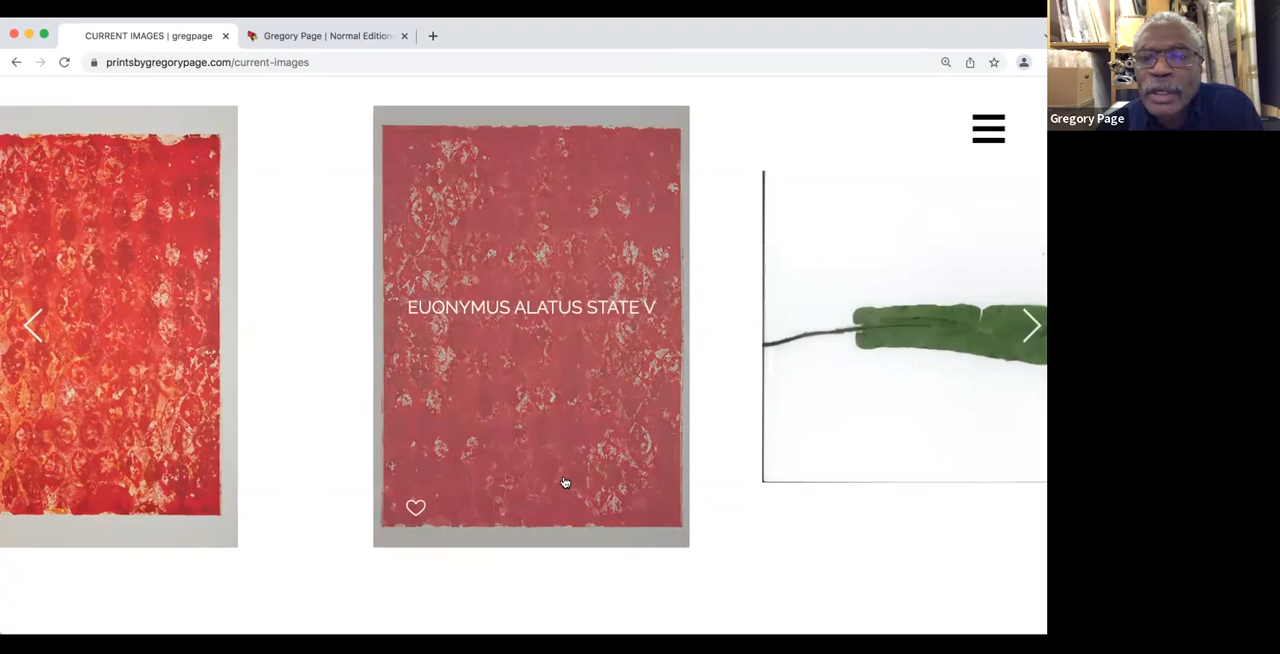 CURRENT IMAGES | gregpage
Gregory Page | Normal Edition
printsbygregorypage.com/current-images
Gregory Page
EUONYMUS ALATUS STATE V